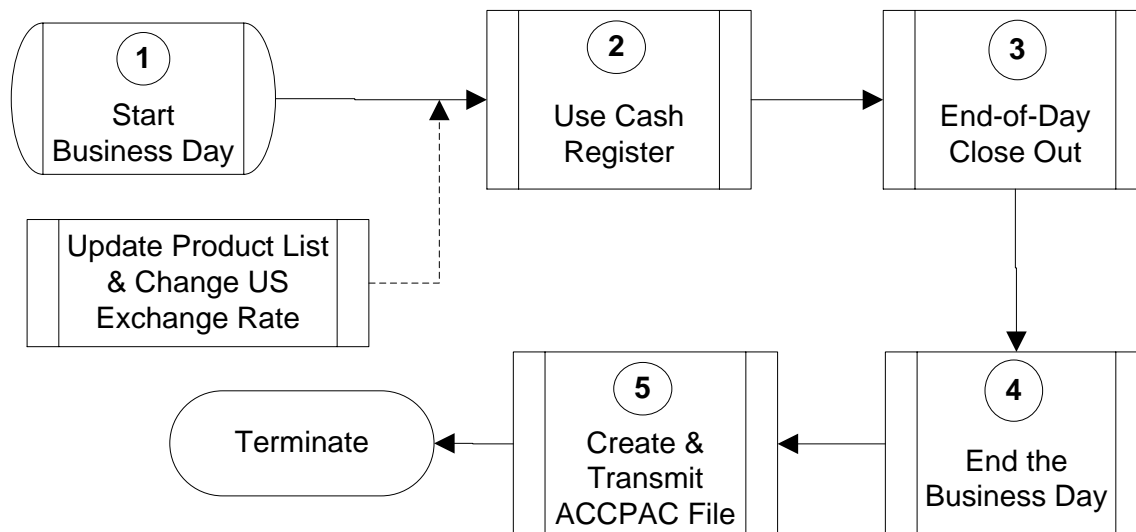 1
Start
Business Day
2
Use Cash
Register
3
End-of-Day
Close Out
Update Product List
& Change US
Exchange Rate
4
End the
Business Day
5
Create &
Transmit
ACCPAC File
Terminate